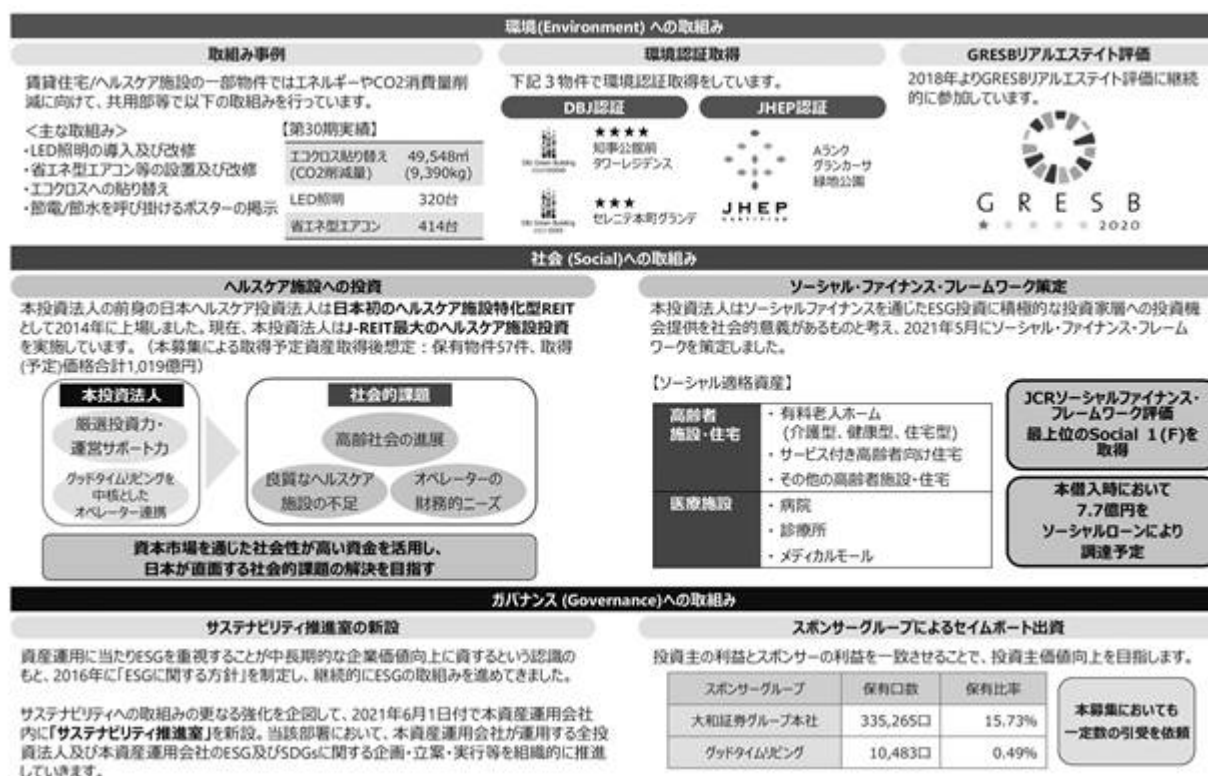 環境(Environment) への取組み
取組み事例
賃貸住宅/ヘルスケア施設の一部物件ではエネルギーやCO2消費量削
減に向けて、共用部等で以下の取組みを行っています。
<主な取組み>
・LED照明の導入及び改修
・省エネ型エアコン等の設置及び改修
・エコクロスへの貼り替え
・節電/節水を呼び掛けるポスターの掲示
【第30期実績】
エコクロス貼り替え 49,548㎡
(CO2削減量) (9,390kg)
LED照明 320台
省エネ型エアコン 414台
環境認証取得
下記3物件で環境認証取得をしています。
DBJ認証
★★★★
知事公館前
タワーレジデンス
★★★
セレニテ本町グランデ
JHEP認証
JHEP
Aランク
グランカーサ
緑地公園
GRESBリアルエステイト評価
2018年よりGRESBリアルエステイト評価に継続
的に参加しています。
G R E S B
★ 2020
社会 (Social)への取組み
ヘルスケア施設への投資
本投資法人の前身の日本ヘルスケア投資法人は日本初のヘルスケア施設特化型REIT
として2014年に上場しました。現在、本投資法人はJ-REIT最大のヘルスケア施設投資
を実施しています。(本募集による取得予定資産取得後想定:保有物件57件、取得
(予定)価格合計1,019億円)
本投資法人
厳選投資力・
運営サポート力
グッドタイムリビングを
中核とした
オペレーター連携
社会的課題
高齢社会の進展
良質なヘルスケア
施設の不足
オペレーターの
財務的ニーズ
資本市場を通じた社会性が高い資金を活用し、
日本が直面する社会的課題の解決を目指す
ソーシャル・ファイナンス・フレームワーク策定
本投資法人はソーシャルファイナンスを通じたESG投資に積極的な投資家層への投資機
会提供を社会的意義があるものと考え、2021年5月にソーシャル・ファイナンス・フレーム
ワークを策定しました。
【ソーシャル適格資産】
高齢者
施設・住宅
・有料老人ホーム
(介護型、健康型、住宅型)
・サービス付き高齢者向け住宅
・その他の高齢者施設・住宅
医療施設
・病院
・診療所
・メディカルモール
JCRソーシャルファイナンス・
フレームワーク評価
最上位のSocial 1(F)を
取得
本借入時において
7.7億円を
ソーシャルローンにより
調達予定
ガバナンス (Governance)への取組み
サステナビリティ推進室の新設
資産運用に当たりESGを重視することが中長期的な企業価値向上に資するという認識の
もと、2016年に「ESGに関する方針」を制定し、継続的にESGの取組みを進めてきました。
サステナビリティへの取組みの更なる強化を企図して、2021年6月1日付で本資産運用会社
内に「サステナビリティ推進室」を新設。当該部署において、本資産運用会社が運用する全投
資法人及び本資産運用会社のESG及びSDGsに関する企画・立案・実行等を組織的に推進
していきます。
スポンサーグループによるセイムボート出資
投資主の利益とスポンサーの利益を一致させることで、投資主価値向上を目指します。
スポンサーグループ 保有口数 保有比率
大和証券グループ本社 335,265口 15.73%
グッドタイムリビング 10,483口 0.49%
本募集においても
一定数の引受を依頼